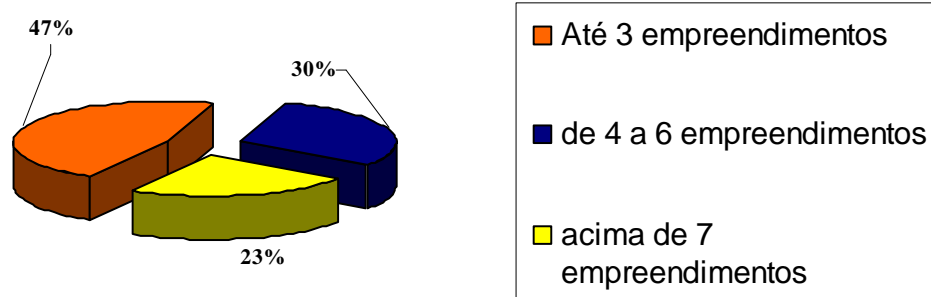 47%
30%
23%
Até 3 empreendimentos
de 4 a 6 empreendimentos
acima de 7
empreendimentos